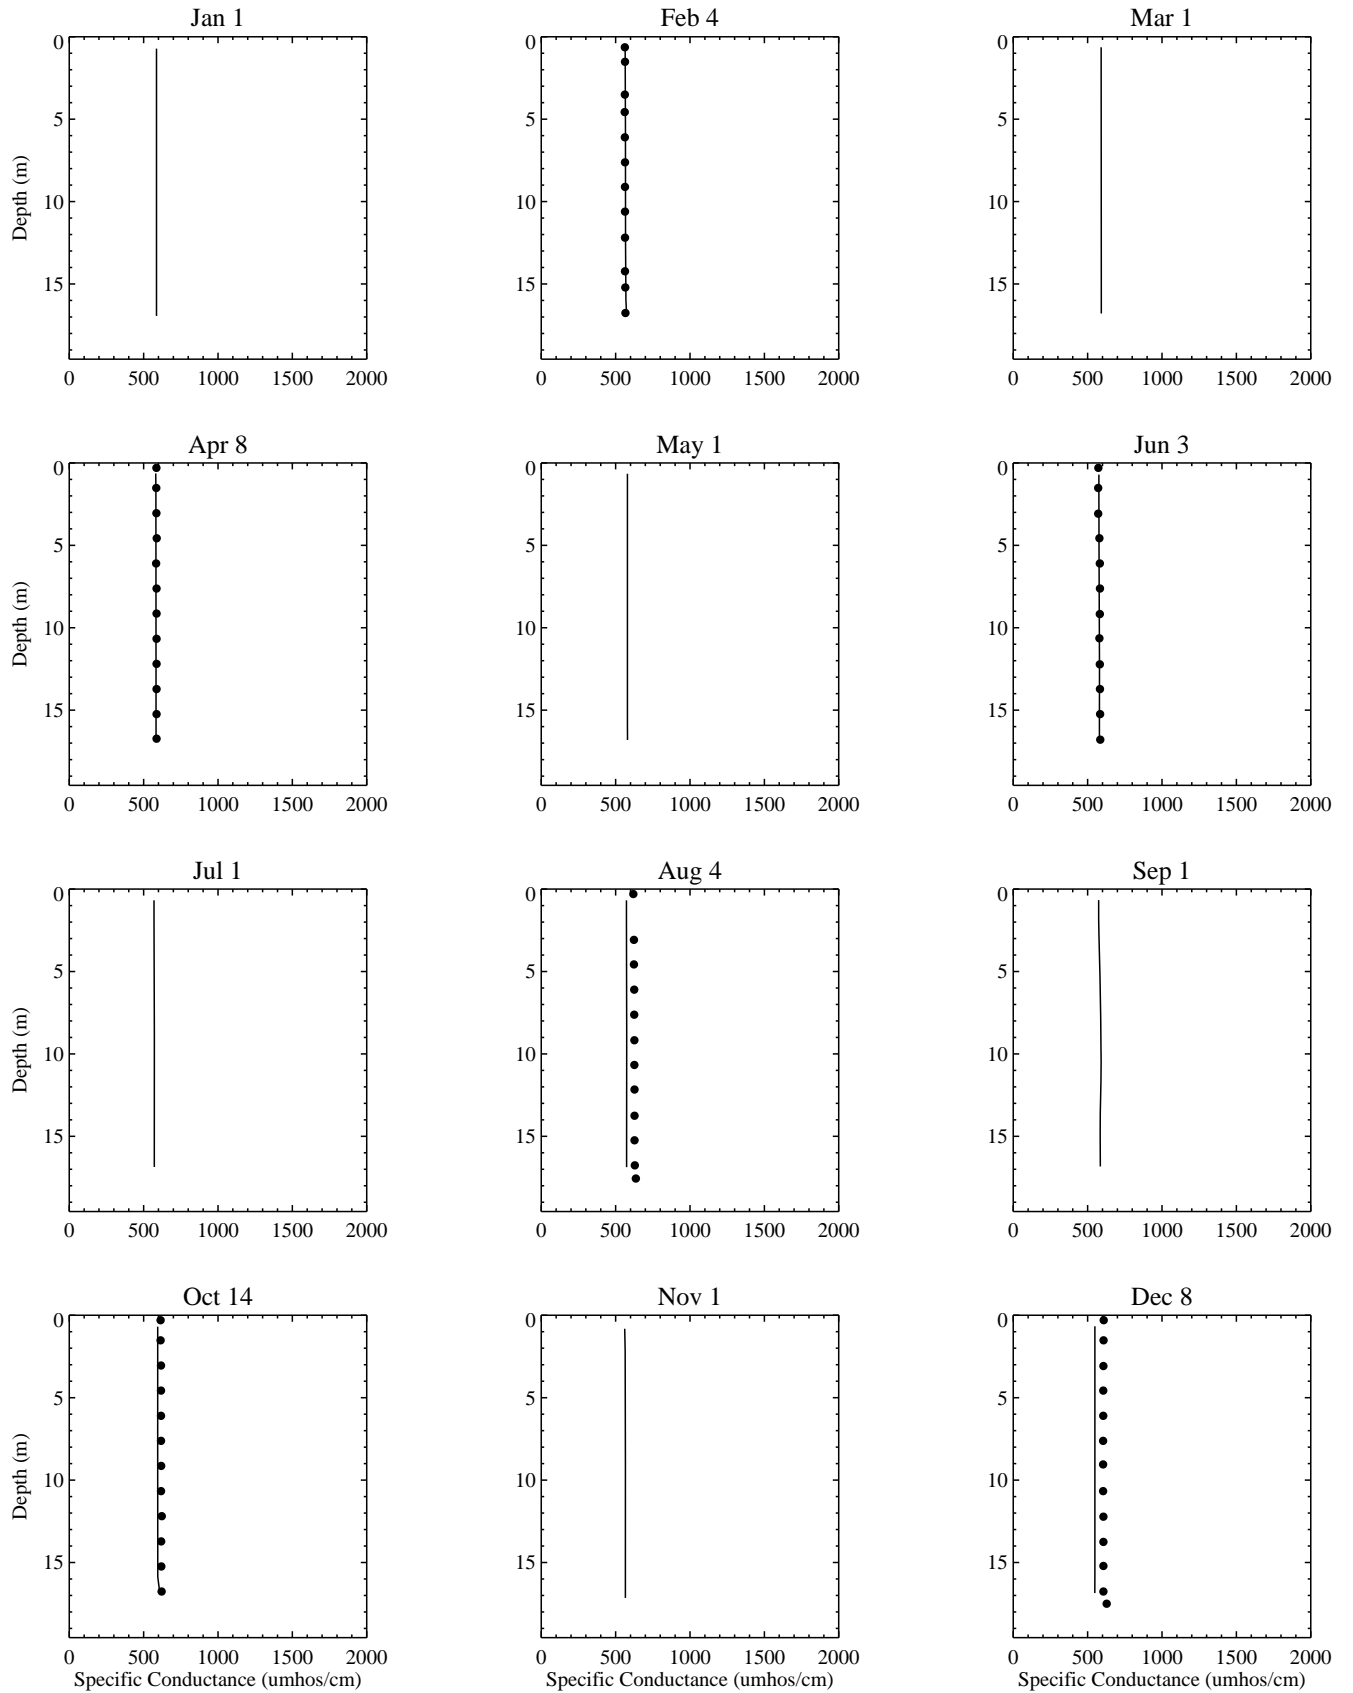 Jan 1 Feb 4 Mar 1
0 0 0
5 5 5
10 10 10
15 15 15
Depth (m)
0 500 1000 1500 2000 0 500 1000 1500 2000 0 500 1000 1500 2000
Apr 8 May 1 Jun 3
0 0 0
5 5 5
10 10 10
15 15 15
Depth (m)
0 500 1000 1500 2000 0 500 1000 1500 2000 0 500 1000 1500 2000
Jul 1 Aug 4 Sep 1
0 0 0
5 5 5
10 10 10
15 15 15
Depth (m)
0 500 1000 1500 2000 0 500 1000 1500 2000 0 500 1000 1500 2000
Oct 14 Nov 1 Dec 8
0 0 0
5 5 5
10 10 10
15 15 15
Depth (m)
0 500 1000 1500 2000 0 500 1000 1500 2000 0 500 1000 1500 2000
Specific Conductance (umhos/cm) Specific Conductance (umhos/cm) Specific Conductance (umhos/cm)